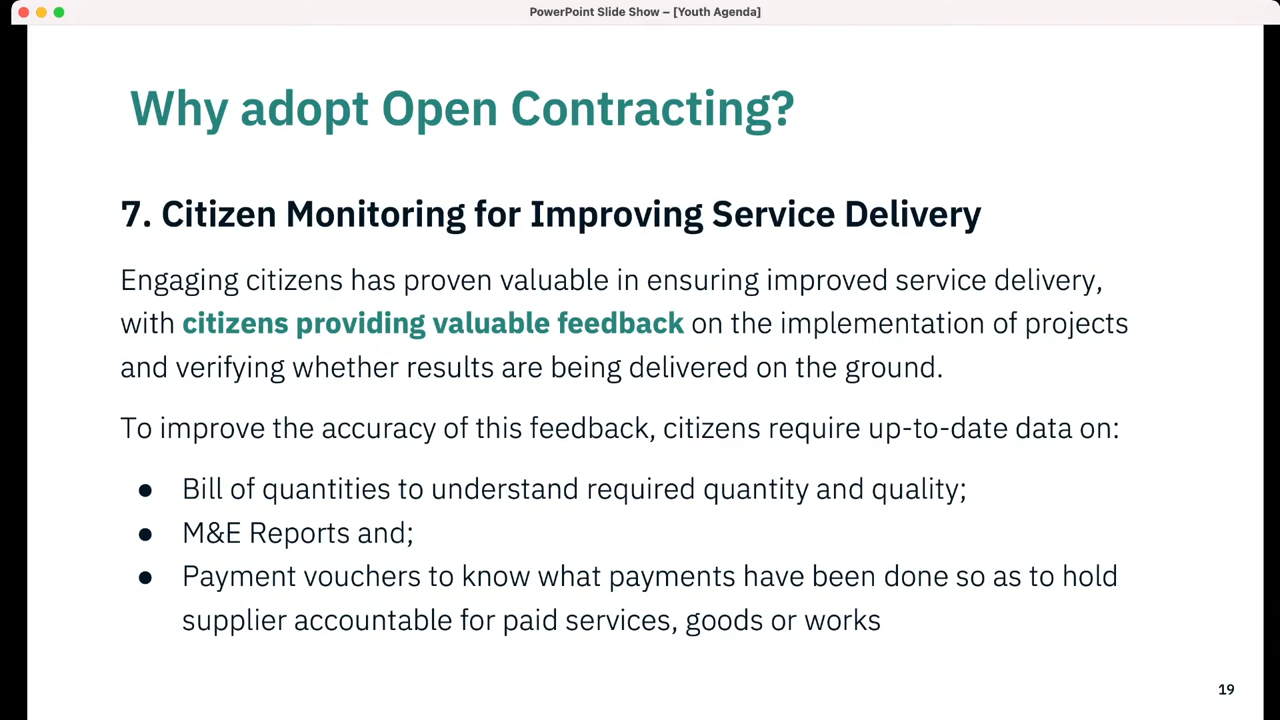 PowerPoint Slide Show – [Youth Agenda]
Why adopt Open Contracting?
7. Citizen Monitoring for Improving Service Delivery
Engaging citizens has proven valuable in ensuring improved service delivery,
with citizens providing valuable feedback on the implementation of projects
and verifying whether results are being delivered on the ground.
To improve the accuracy of this feedback, citizens require up-to-date data on:
● Bill of quantities to understand required quantity and quality;
● M&E Reports and;
● Payment vouchers to know what payments have been done so as to hold
supplier accountable for paid services, goods or works
19